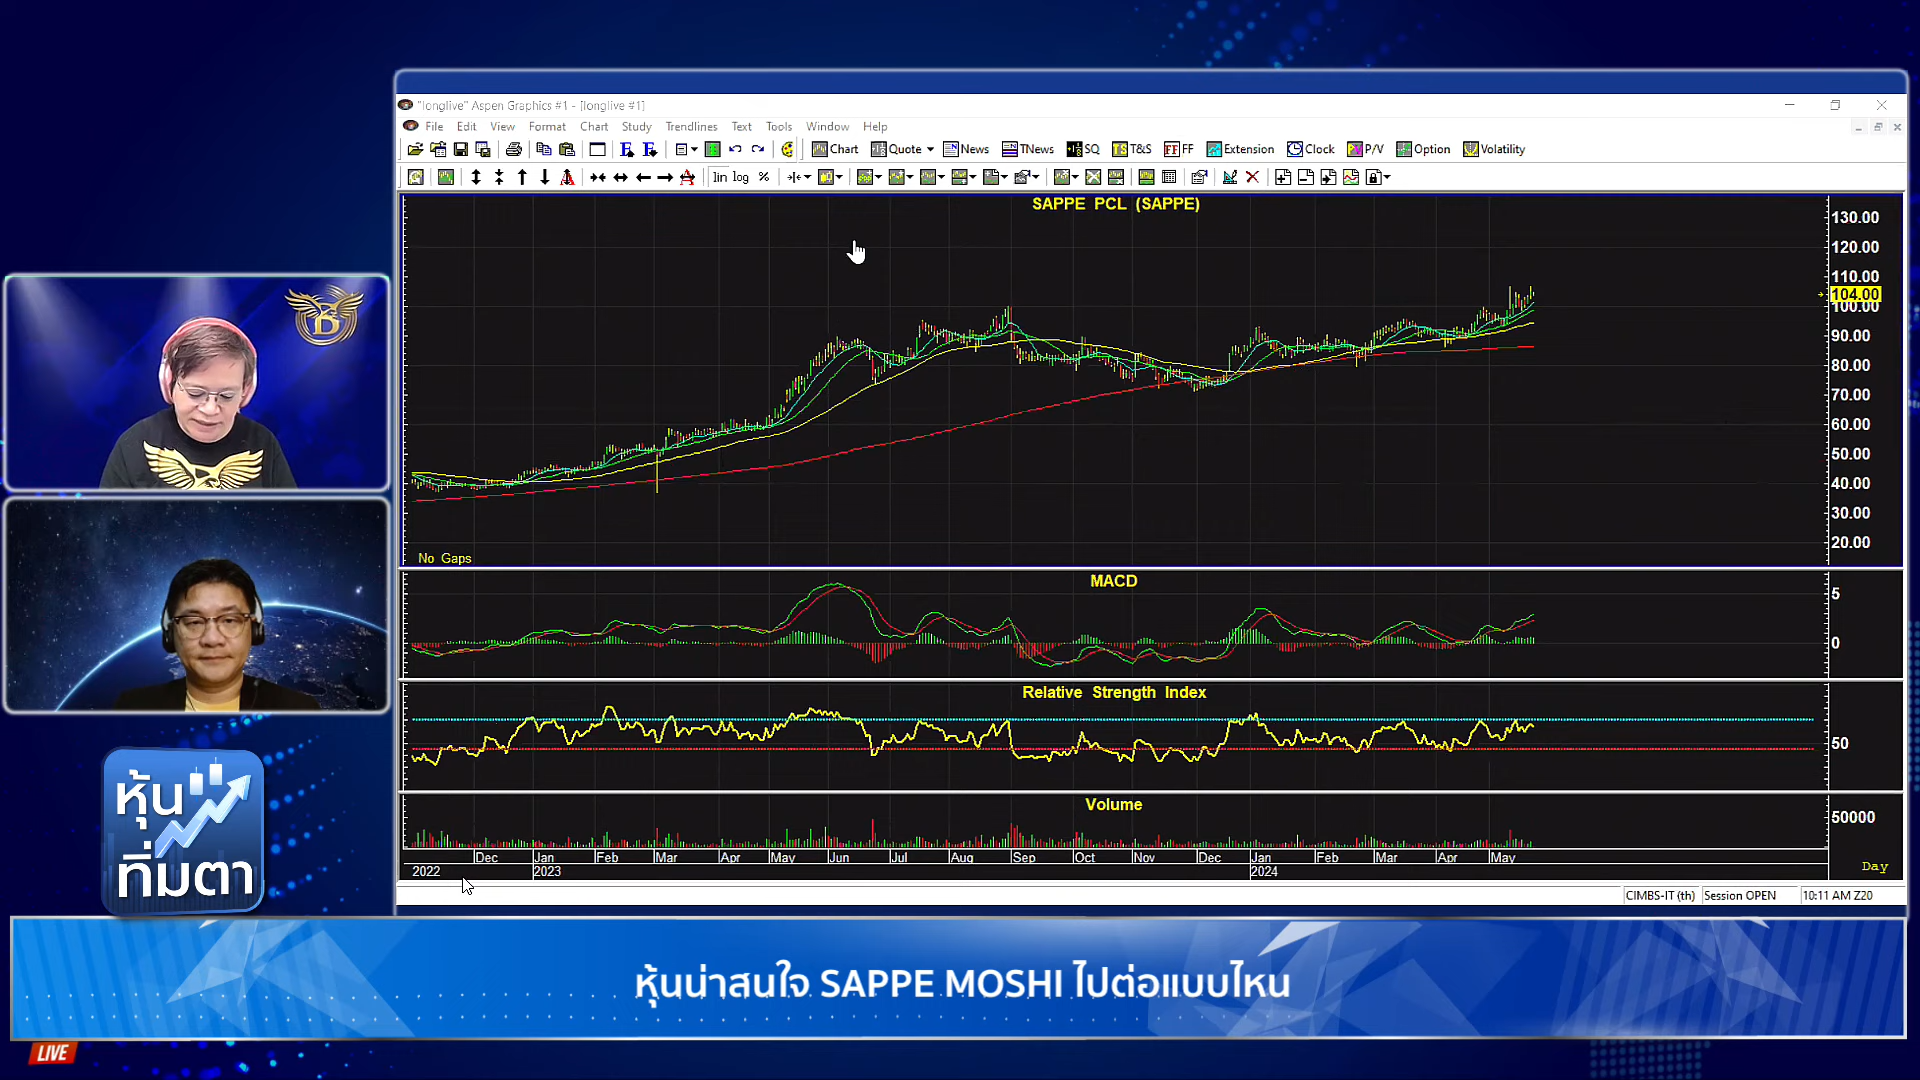 "longlive" Aspen Graphics #1 - [longlive #1]
File Edit View Format Chart Study Trendlines Text Tools Window Help
Chart Quote News TNews SQ T&S FF Extension Clock P/V Option Volatility
lin log %
SAPPE PCL (SAPPE)
130.00
120.00
110.00
104.00
100.00
90.00
80.00
70.00
60.00
50.00
40.00
30.00
20.00
No Gaps
MACD
5
0
Relative Strength Index
50
Volume
50000
Dec Jan Feb Mar Apr May Jun Jul Aug Sep Oct Nov Dec Jan Feb Mar Apr May
2022 2023 2024
Day
CIMBS-IT (th) Session OPEN 10:11 AM Z20
หุ้น
ทิ่มตา
หุ้นน่าสนใจ SAPPE MOSHI ไปต่อแบบไหน
LIVE